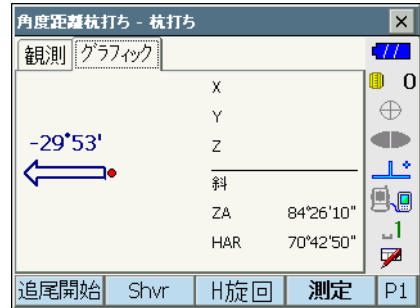 角度距離杭打ち - 杭打ち
観測 グラフィック
0
X
Y
-29°53'
Z
斜
ZA 84°26'10"
1
HAR 70°42'50"
追尾開始 Shvr H旋回 測定 P1